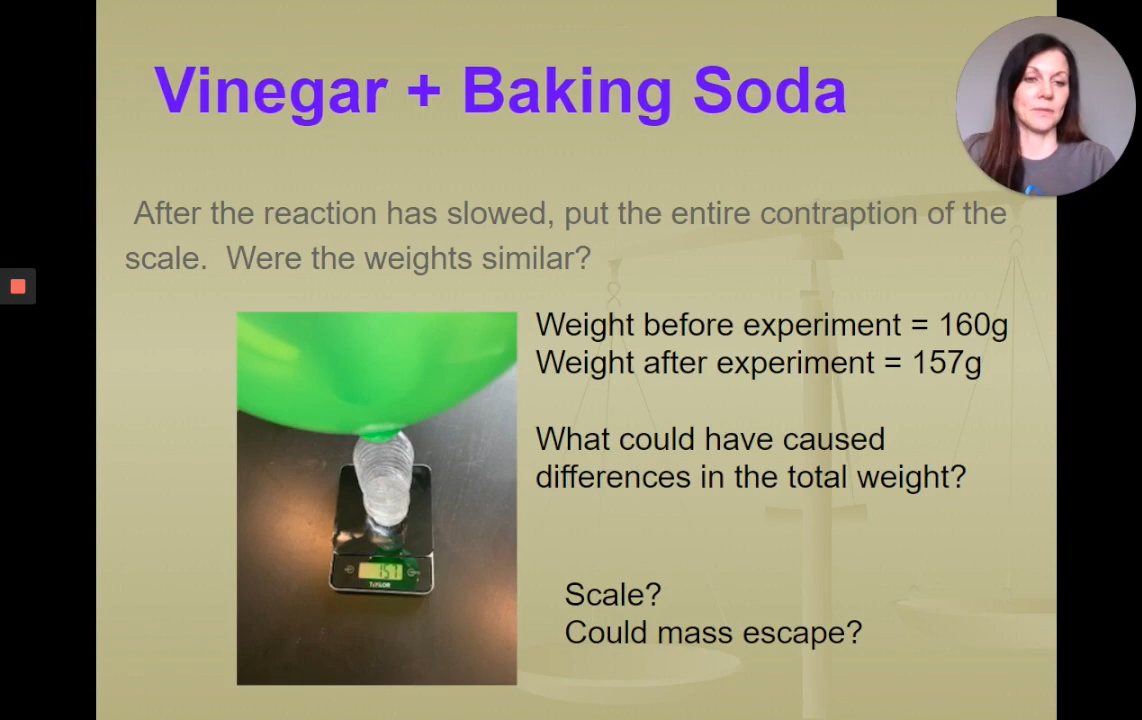 Vinegar + Baking Soda
After the reaction has slowed, put the entire contraption of the
scale. Were the weights similar?
Weight before experiment = 160g
Weight after experiment = 157g
What could have caused
differences in the total weight?
157
TAYLOR
Scale?
Could mass escape?